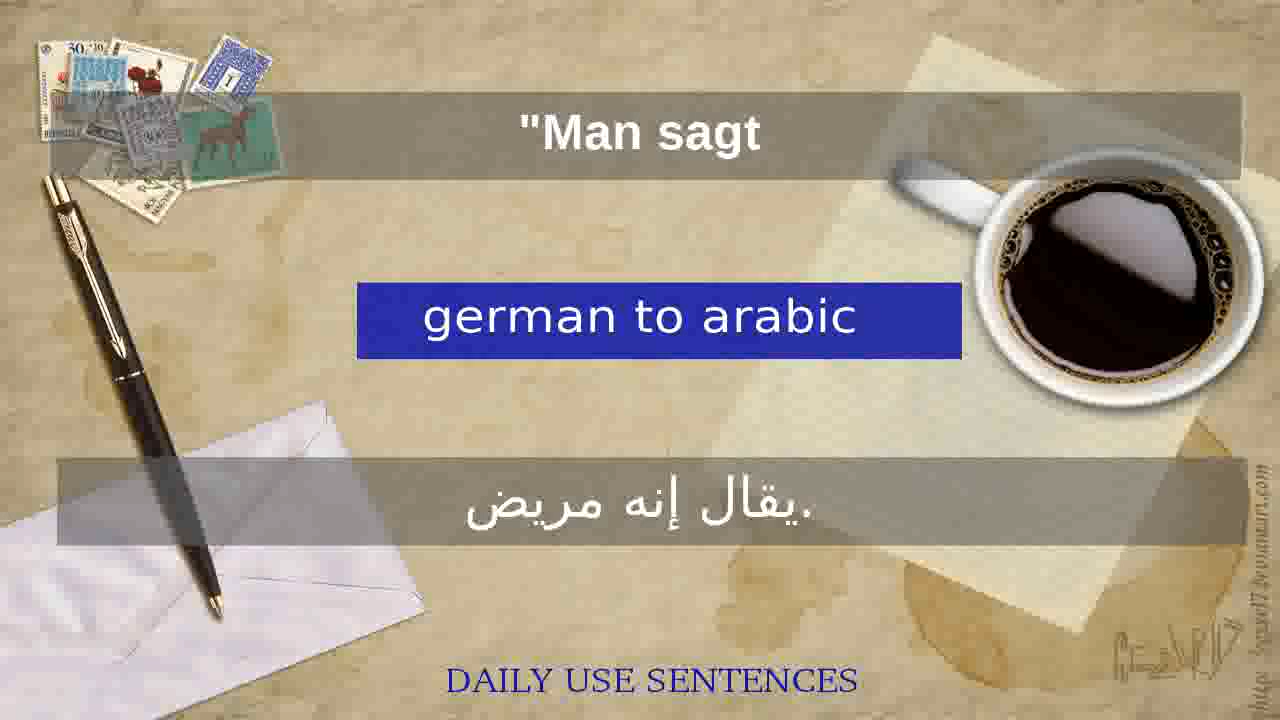 "Man sagt
german to arabic
يقال إنه مريض.
DAILY USE SENTENCES